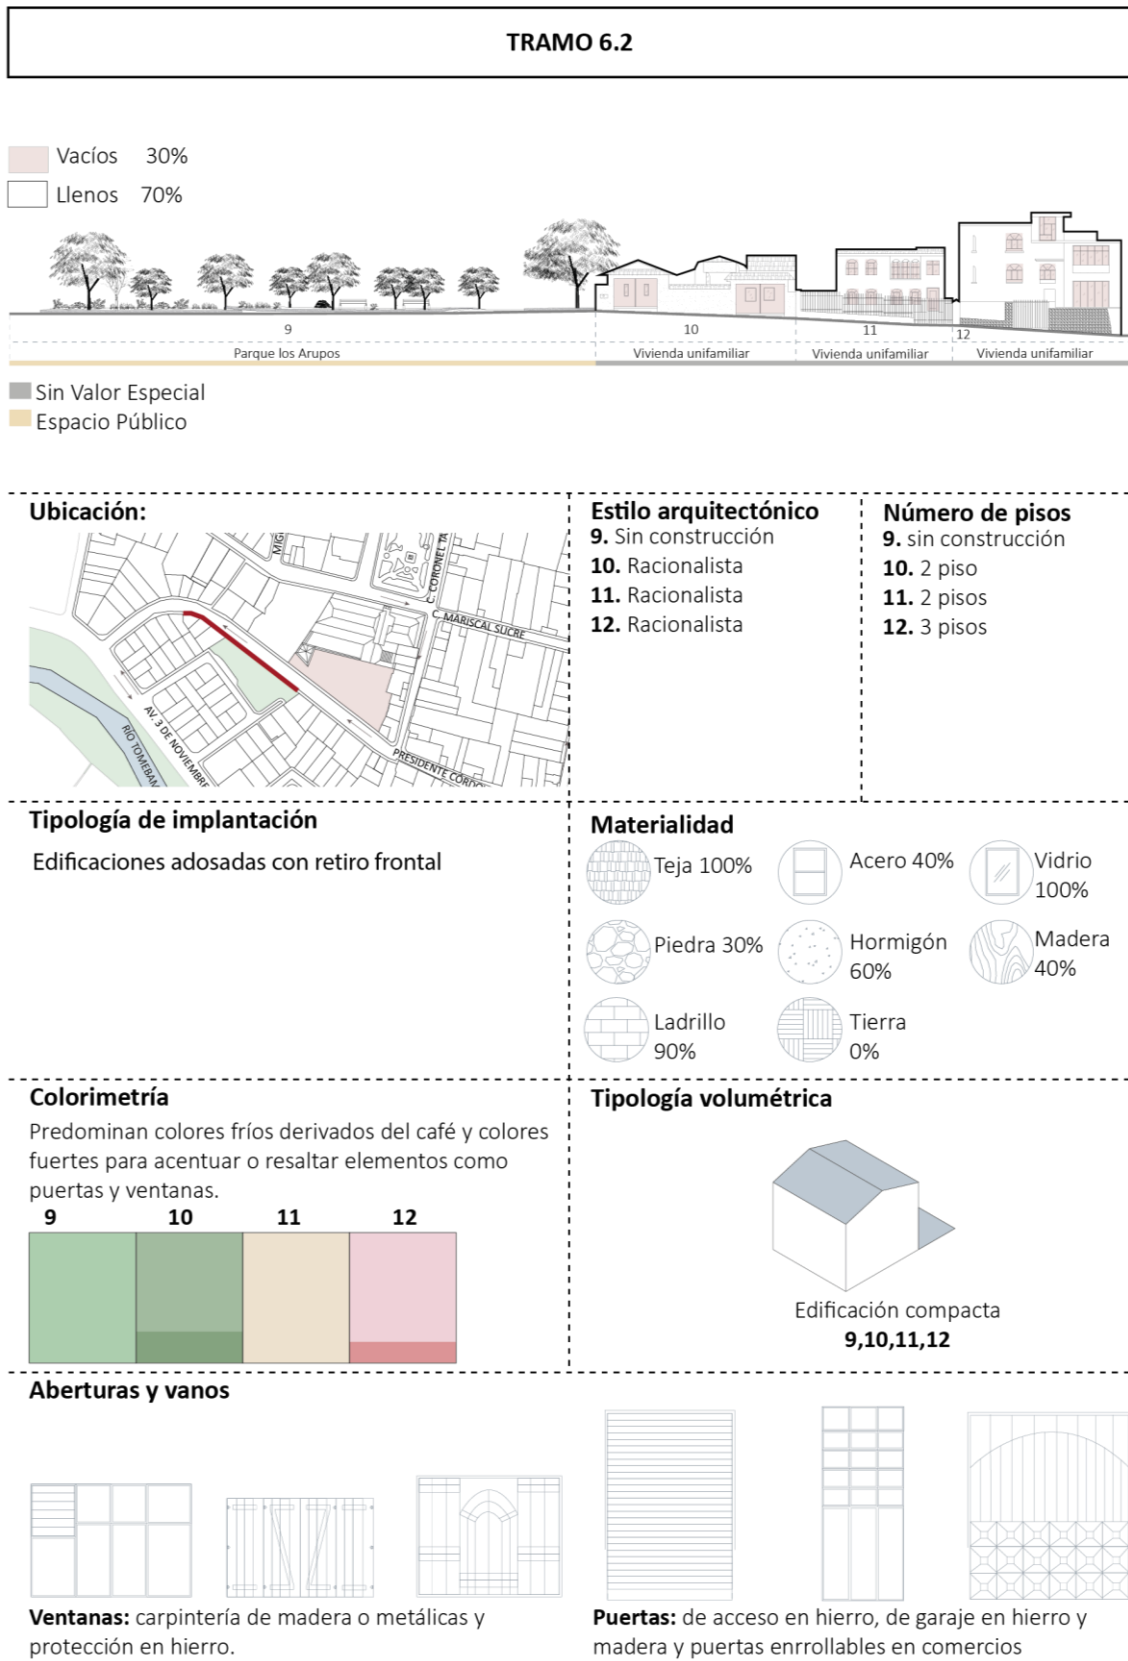 TRAMO 6.2
Vacíos 30%
Llenos 70%
9
10
11
12
Parque los Arupos
Vivienda unifamiliar
Vivienda unifamiliar
Vivienda unifamiliar
Sin Valor Especial
Espacio Público
Ubicación:
C. CORONEL TA
C. MARISCAL SUCRE
AV. 3 DE NOVIEMBRE
RÍO TOMEBAM
PRESIDENTE CÓRDO
Estilo arquitectónico
9. Sin construcción
10. Racionalista
11. Racionalista
12. Racionalista
Número de pisos
9. sin construcción
10. 2 piso
11. 2 pisos
12. 3 pisos
Tipología de implantación
Edificaciones adosadas con retiro frontal
Materialidad
Teja 100%
Acero 40%
Vidrio
100%
Piedra 30%
Hormigón
60%
Madera
40%
Ladrillo
90%
Tierra
0%
Colorimetría
Predominan colores fríos derivados del café y colores
fuertes para acentuar o resaltar elementos como
puertas y ventanas.
9 10 11 12
Tipología volumétrica
Edificación compacta
9,10,11,12
Aberturas y vanos
Ventanas: carpintería de madera o metálicas y
protección en hierro.
Puertas: de acceso en hierro, de garaje en hierro y
madera y puertas enrrollables en comercios